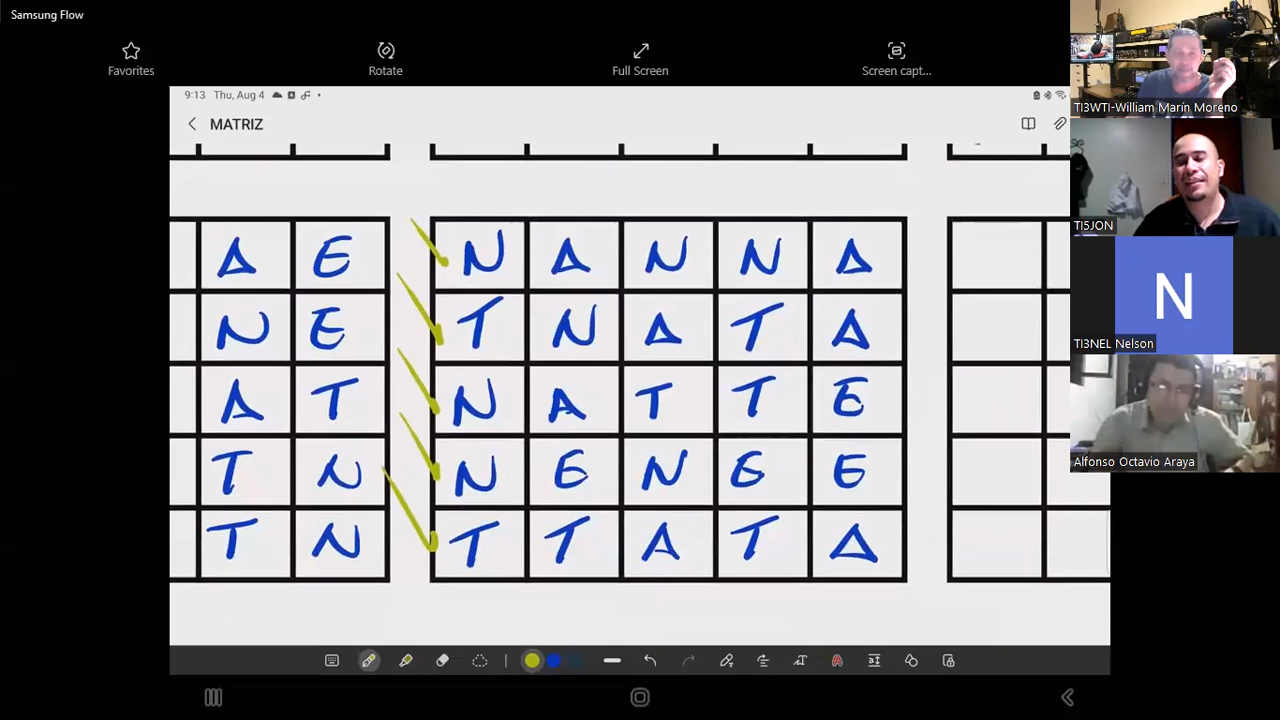 Samsung Flow
Favorites Rotate Full Screen Screen capt...
TI3WTI-William Marín Moreno
9:13 Thu, Aug 4
MATRIZ
A E N A N N A
N E T N A T A
A T N A T T E
T N N E N E E
T N T T A T A
TI5JON
N
TI3NEL Nelson
Alfonso Octavio Araya